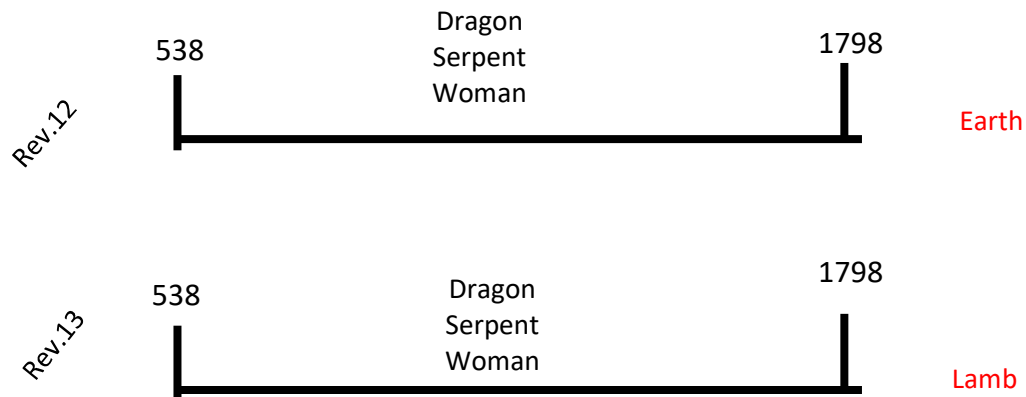 Rev.12
538
Dragon
Serpent
Woman
1798
Earth
Rev.13
538
Dragon
Serpent
Woman
1798
Lamb